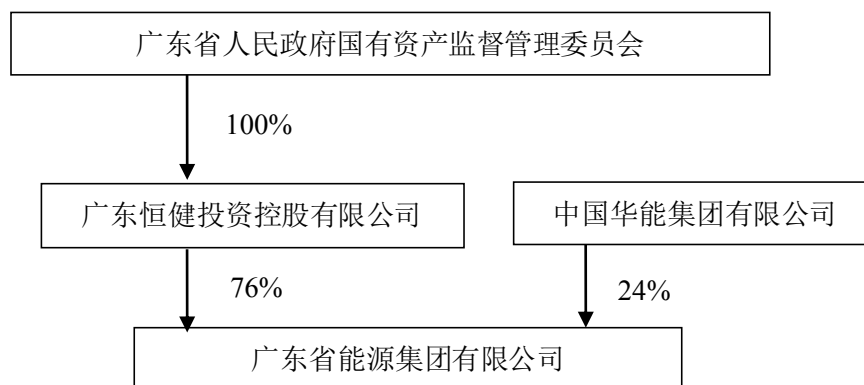 广东省人民政府国有资产监督管理委员会
100%
广东恒健投资控股有限公司
中国华能集团有限公司
76%
24%
广东省能源集团有限公司